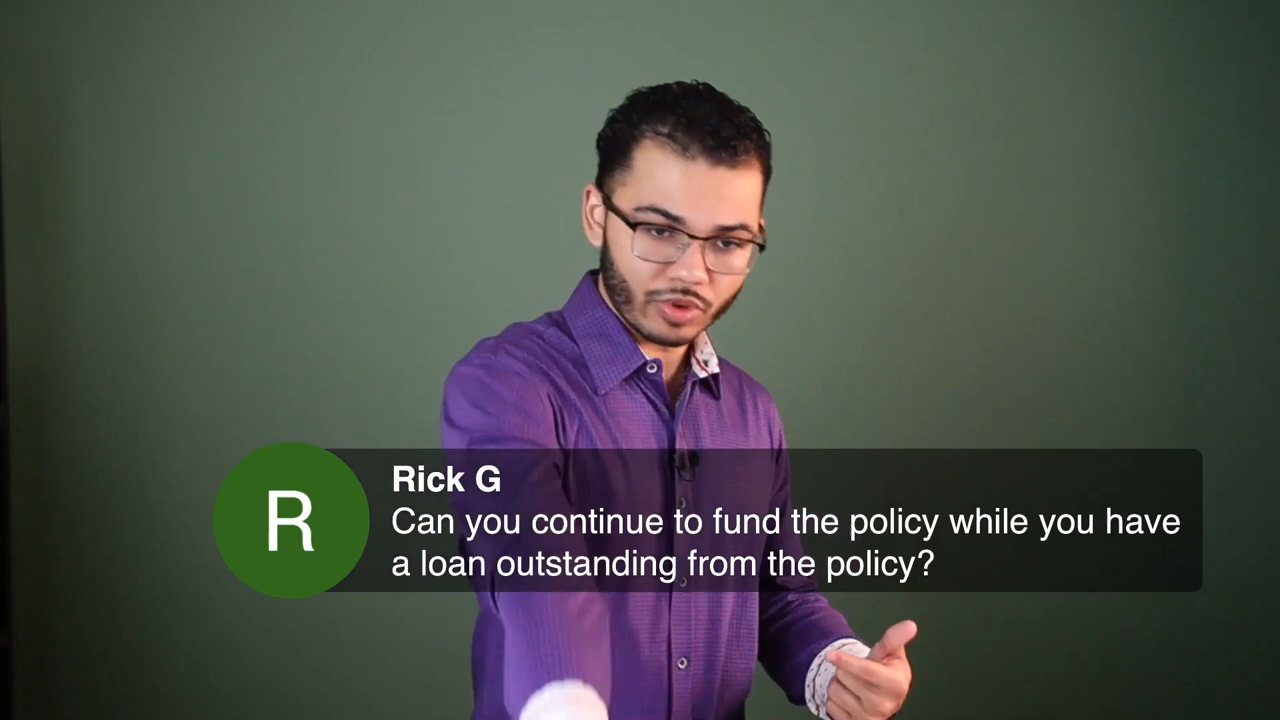 R
Rick G
Can you continue to fund the policy while you have
a loan outstanding from the policy?